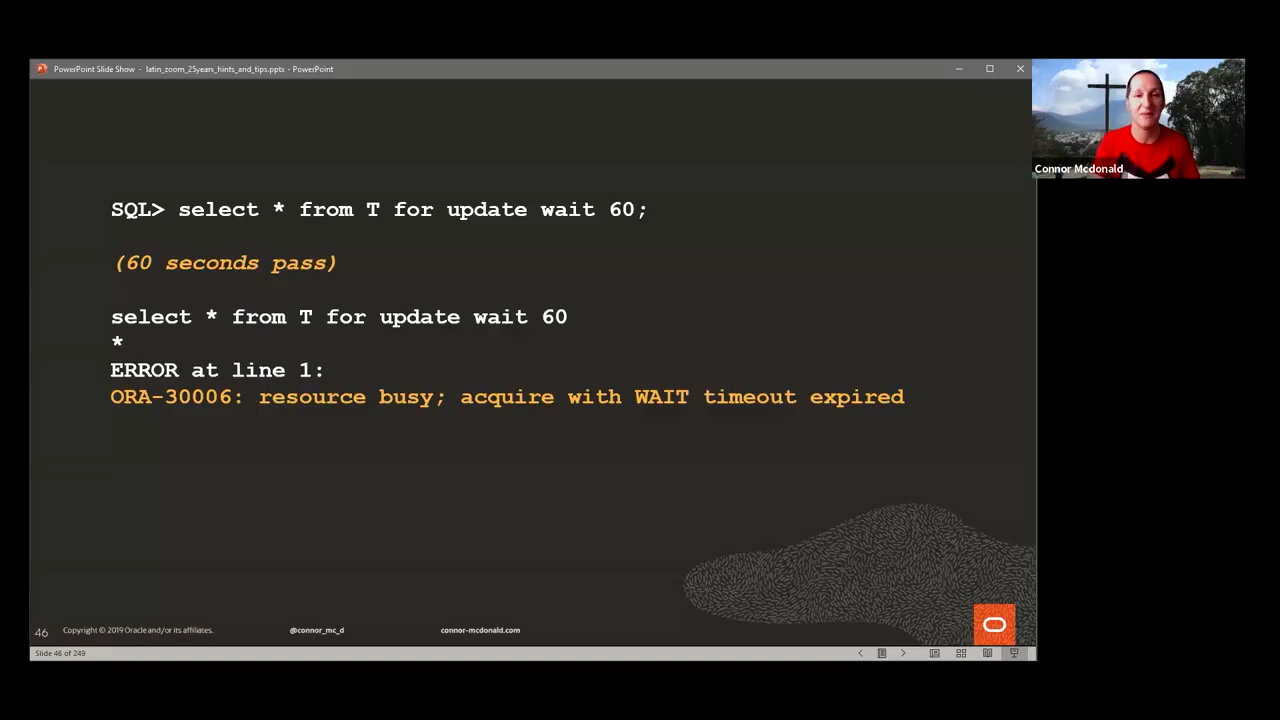 PowerPoint Slide Show - latin_zoom_25years_hints_and_tips.pptx - PowerPoint
Connor Mcdonald
SQL> select * from T for update wait 60;
(60 seconds pass)
select * from T for update wait 60
*
ERROR at line 1:
ORA-30006: resource busy; acquire with WAIT timeout expired
46 Copyright © 2019 Oracle and/or its affiliates. @connor_mc_d connor-mcdonald.com
Slide 46 of 249